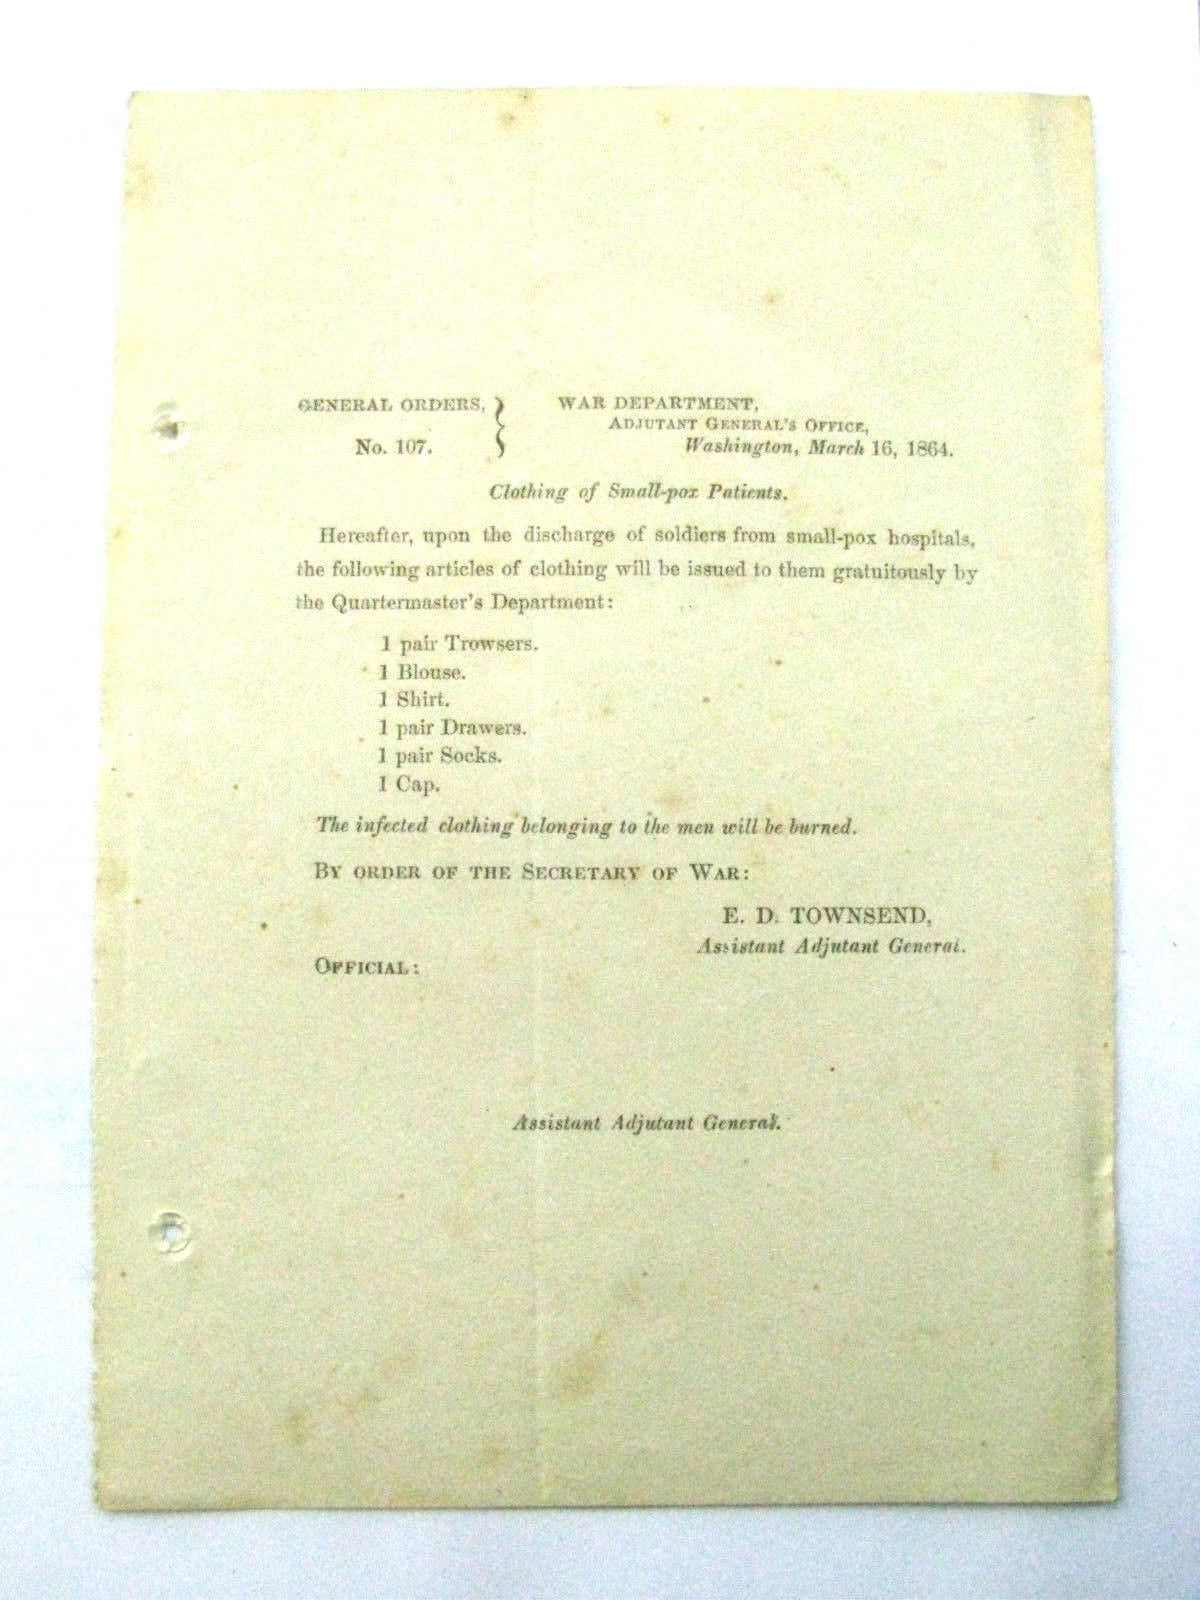 GENERAL ORDERS,
No. 107.
WAR DEPARTMENT,
ADJUTANT GENERAL'S OFFICE,
Washington, March 16, 1864.
Clothing of Small-pox Patients.
Hereafter, upon the discharge of soldiers from small-pox hospitals,
the following articles of clothing will be issued to them gratuitously by
the Quartermaster's Department:
1 pair Trowsers.
1 Blouse.
1 Shirt.
1 pair Drawers.
1 pair Socks.
1 Cap.
The infected clothing belonging to the men will be burned.
BY ORDER OF THE SECRETARY OF WAR:
E. D. TOWNSEND,
Assistant Adjutant General.
OFFICIAL:
Assistant Adjutant General.